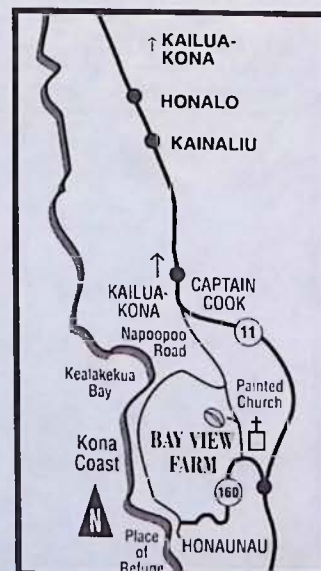 ↑ KAILUA-
KONA
HONALO
KAINALIU
KAILUA-
KONA
CAPTAIN
COOK
Napoopoo
Road
11
Kealakekua
Bay
Painted
Church
Kona
Coast
BAY VIEW
FARM
160
N
Place
of
Refuge
HONAUNAU